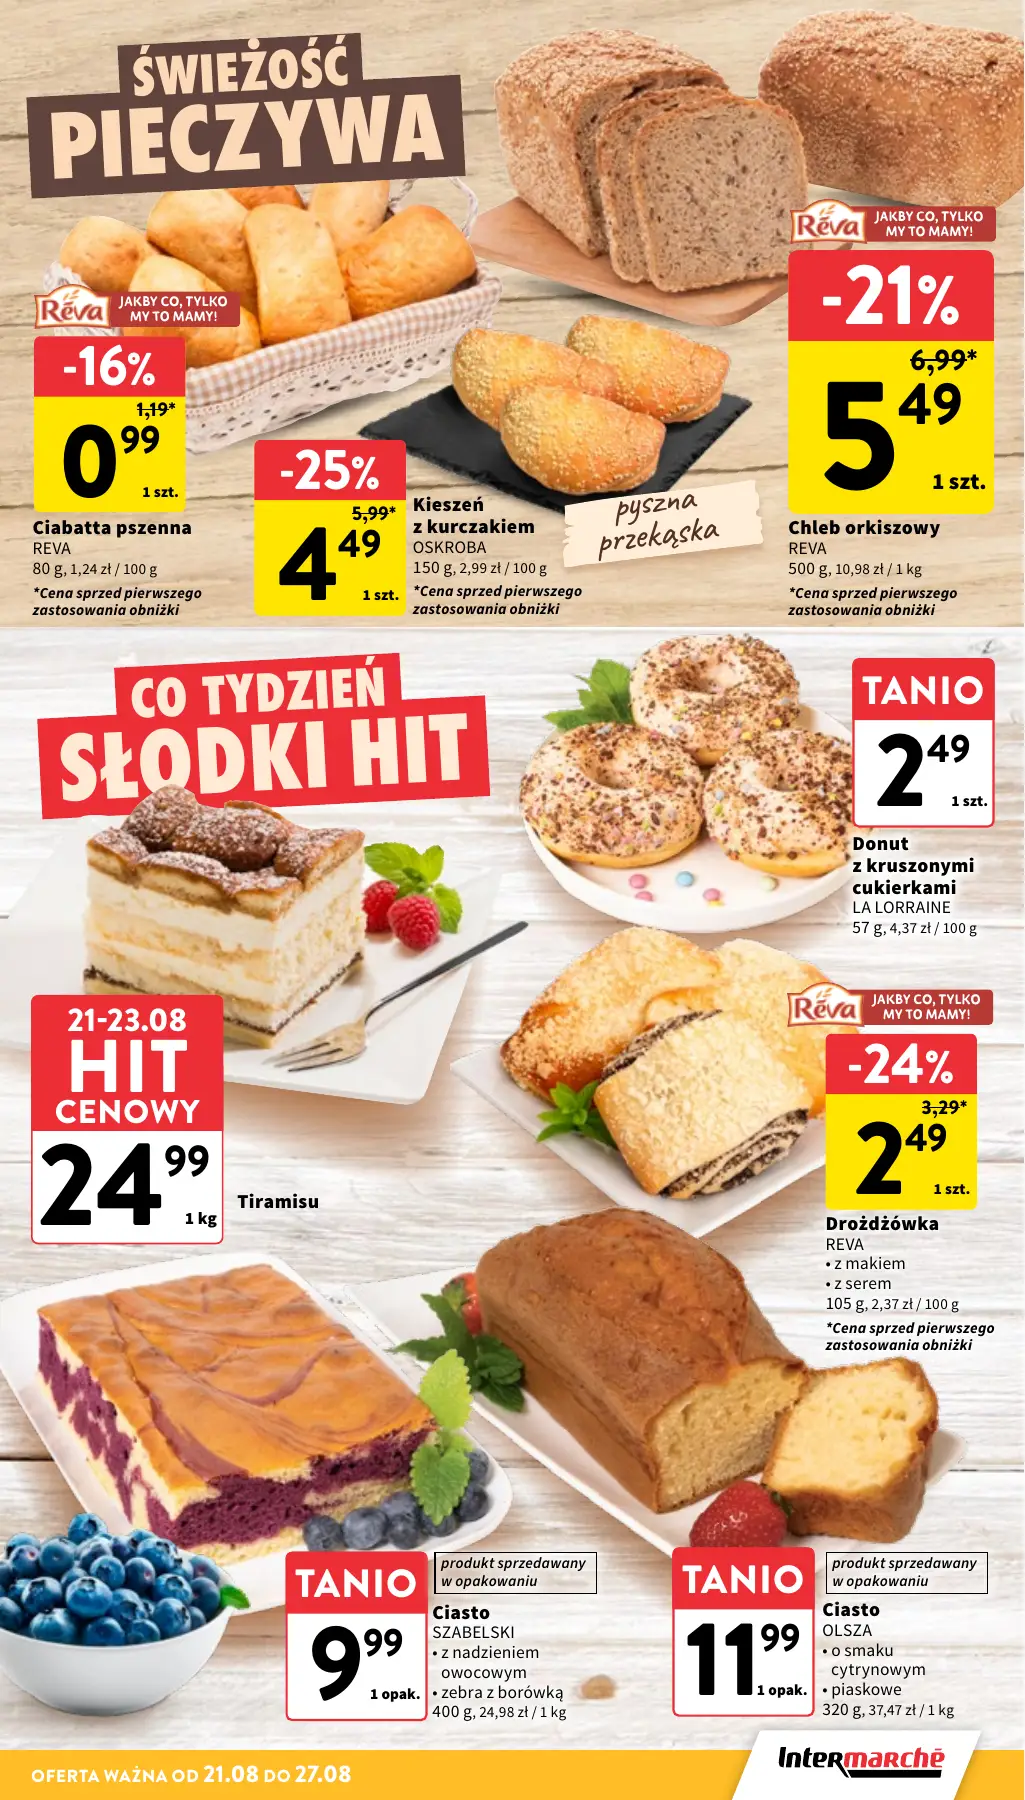 ŚWIEŻOŚĆ
PIECZYWA
Rēva
JAKBY CO, TYLKO
MY TO MAMY!
-16%
1,19*
0 99
1 szt.
Ciabatta pszenna
REVA
80 g, 1,24 zł / 100 g
*Cena sprzed pierwszego
zastosowania obniżki
-25%
5,99*
4 49
1 szt.
Kieszeń
z kurczakiem
OSKROBA
150 g, 2,99 zł / 100 g
*Cena sprzed pierwszego
zastosowania obniżki
pyszna
przekąska
Rēva
JAKBY CO, TYLKO
MY TO MAMY!
-21%
6,99*
5 49
1 szt.
Chleb orkiszowy
REVA
500 g, 10,98 zł / 1 kg
*Cena sprzed pierwszego
zastosowania obniżki
CO TYDZIEŃ
SŁODKI HIT
TANIO
2 49
1 szt.
Donut
z kruszonymi
cukierkami
LA LORRAINE
57 g, 4,37 zł / 100 g
21-23.08
HIT
CENOWY
24 99
1 kg
Tiramisu
Rēva
JAKBY CO, TYLKO
MY TO MAMY!
-24%
3,29*
2 49
1 szt.
Drożdżówka
REVA
• z makiem
• z serem
105 g, 2,37 zł / 100 g
*Cena sprzed pierwszego
zastosowania obniżki
TANIO
9 99
1 opak.
produkt sprzedawany
w opakowaniu
Ciasto
SZABELSKI
• z nadzieniem
owocowym
• zebra z borówką
400 g, 24,98 zł / 1 kg
TANIO
11 99
1 opak.
produkt sprzedawany
w opakowaniu
Ciasto
OLSZA
• o smaku
cytrynowym
• piaskowe
320 g, 37,47 zł / 1 kg
OFERTA WAŻNA OD 21.08 DO 27.08
Intermarchē